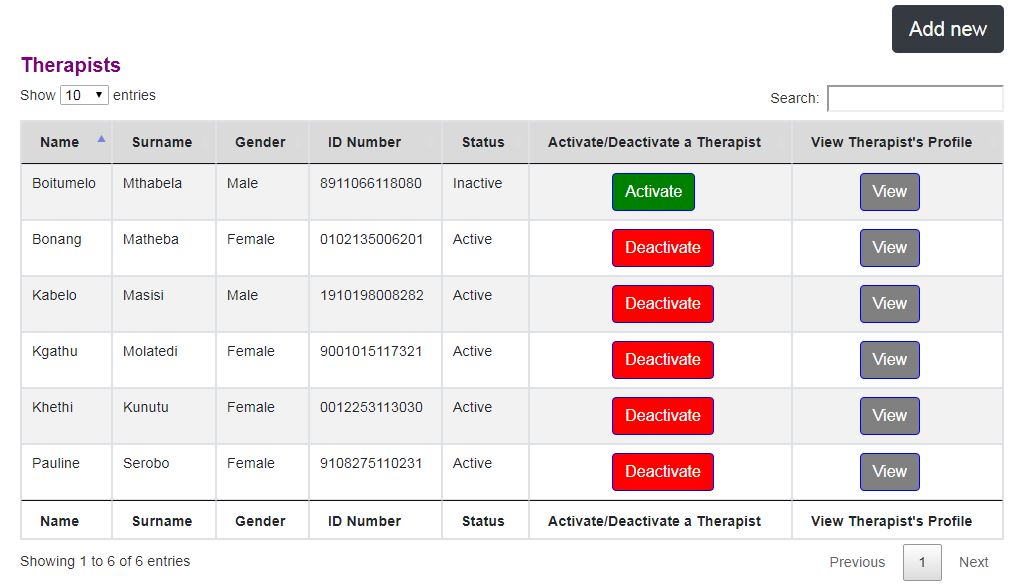 Add new
Therapists
Show 10 entries
Search:
Name Surname Gender ID Number Status Activate/Deactivate a Therapist View Therapist's Profile
Boitumelo Mthabela Male 8911066118080 Inactive Activate View
Bonang Matheba Female 0102135006201 Active Deactivate View
Kabelo Masisi Male 1910198008282 Active Deactivate View
Kgathu Molatedi Female 9001015117321 Active Deactivate View
Khethi Kunutu Female 0012253113030 Active Deactivate View
Pauline Serobo Female 9108275110231 Active Deactivate View
Name Surname Gender ID Number Status Activate/Deactivate a Therapist View Therapist's Profile
Showing 1 to 6 of 6 entries Previous 1 Next